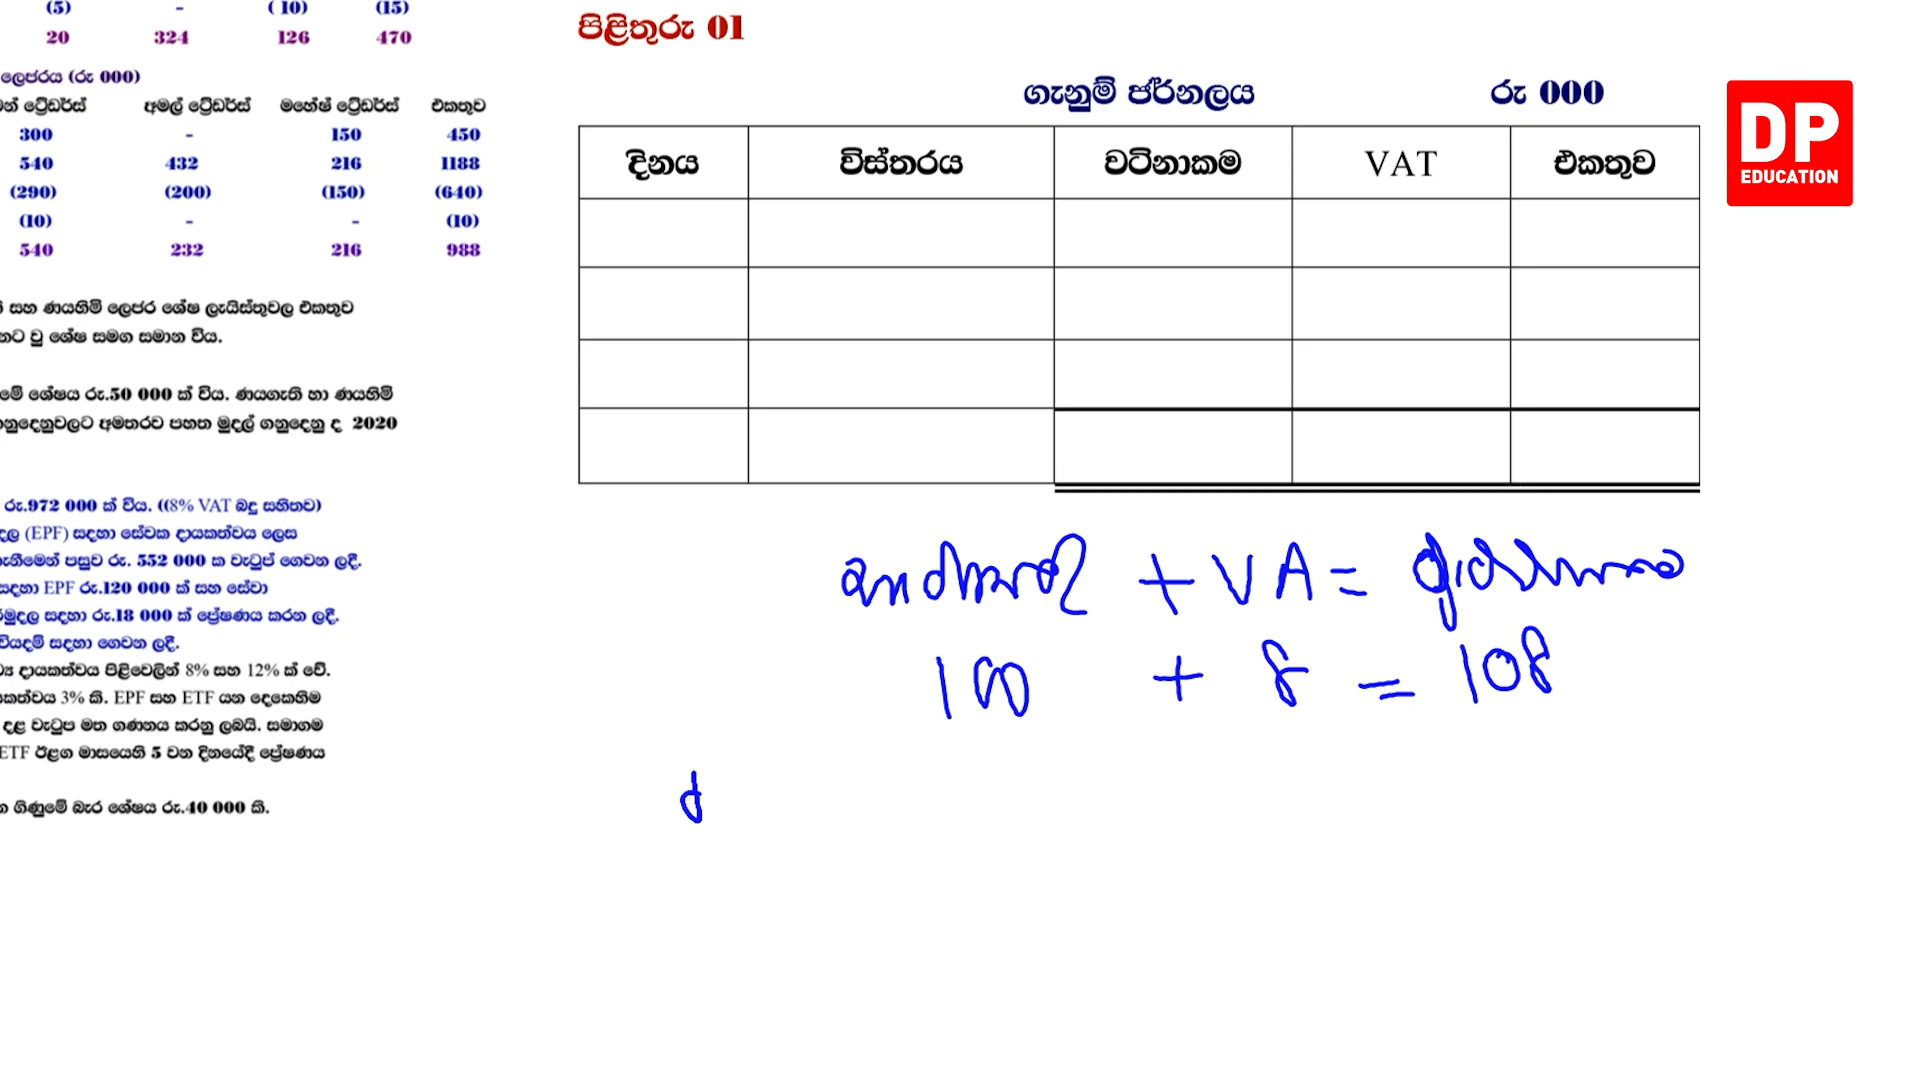 (5) - ( 10) (15)
20 324 126 470
ලෙජරය (රු 000)
ට්‍රේඩර්ස් අමල් ට්‍රේඩර්ස් මහේෂ් ට්‍රේඩර්ස් එකතුව
300 - 150 450
540 432 216 1188
(290) (200) (150) (640)
(10) - - (10)
540 232 216 988
සහ ණයහිමි ලෙජර ශේෂ ලැයිස්තුවල එකතුව
වූ ශේෂ සමග සමාන විය.
ශේෂය රු.50 000 ක් විය. ණයගැති හා ණයහිමි
අමතරව පහත මුදල් ගනුදෙනු ද 2020
රු.972 000 ක් විය. ((8% VAT බදු සහිතව)
(EPF) සඳහා සේවක දායකත්වය ලෙස
පසුව රු. 552 000 ක වැටුප් ගෙවන ලදී.
සඳහා EPF රු.120 000 ක් සහ සේවා
සඳහා රු.18 000 ක් ප්‍රේෂණය කරන ලදී.
වියදම් සඳහා ගෙවන ලදී.
දායකත්වය පිළිවෙලින් 8% සහ 12% ක් වේ.
3% කි. EPF සහ ETF යන දෙකෙහිම
දළ වැටුප මත ගණනය කරනු ලබයි. සමාගම
ETF ඊළඟ මාසයෙහි 5 වන දිනයේදී ප්‍රේෂණය
ගිණුමේ බැර ශේෂය රු.40 000 කි.
පිළිතුරු 01
ගැනුම් ජර්නලය රු 000
දිනය විස්තරය වටිනාකම VAT එකතුව
+ VA =
100 + 8 = 108
DP
EDUCATION